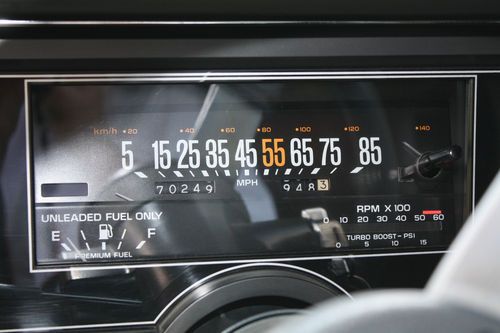 km/h 20 40 60 80 100 120 140
5 15 25 35 45 55 65 75 85
70249 MPH 948 3
UNLEADED FUEL ONLY
E F
PREMIUM FUEL
RPM X 100
0 10 20 30 40 50 60
TURBO BOOST-PSI
0 5 10 15